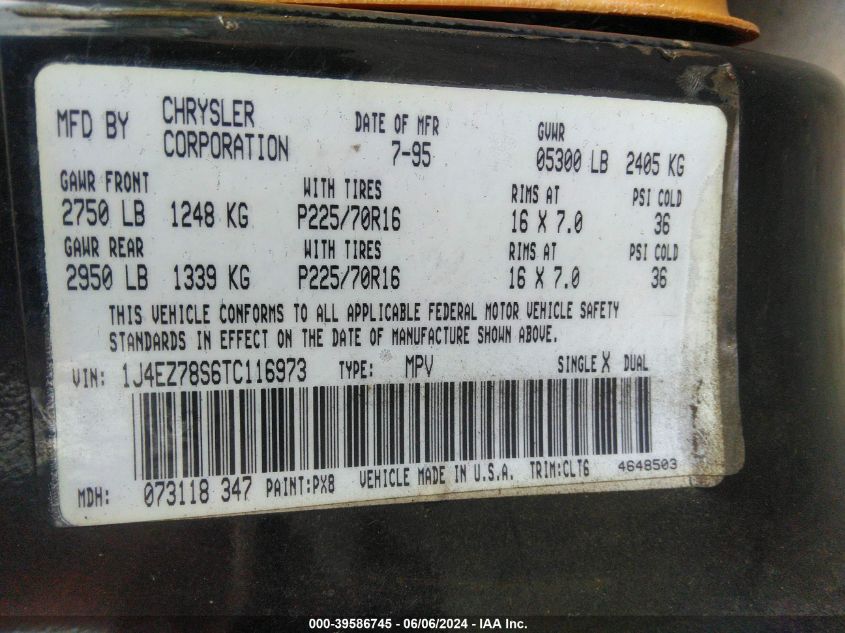 MFD BY CHRYSLER CORPORATION DATE OF MFR 7-95 GVWR 05300 LB 2405 KG
GAWR FRONT WITH TIRES RIMS AT PSI COLD
2750 LB 1248 KG P225/70R16 16 X 7.0 36
GAWR REAR WITH TIRES RIMS AT PSI COLD
2950 LB 1339 KG P225/70R16 16 X 7.0 36
THIS VEHICLE CONFORMS TO ALL APPLICABLE FEDERAL MOTOR VEHICLE SAFETY
STANDARDS IN EFFECT ON THE DATE OF MANUFACTURE SHOWN ABOVE.
VIN: 1J4EZ78S6TC116973 TYPE: MPV SINGLE X DUAL
MDH: 073118 347 PAINT:PX8 VEHICLE MADE IN U.S.A. TRIM:CLT6 4648503
000-39586745 - 06/06/2024 - IAA Inc.